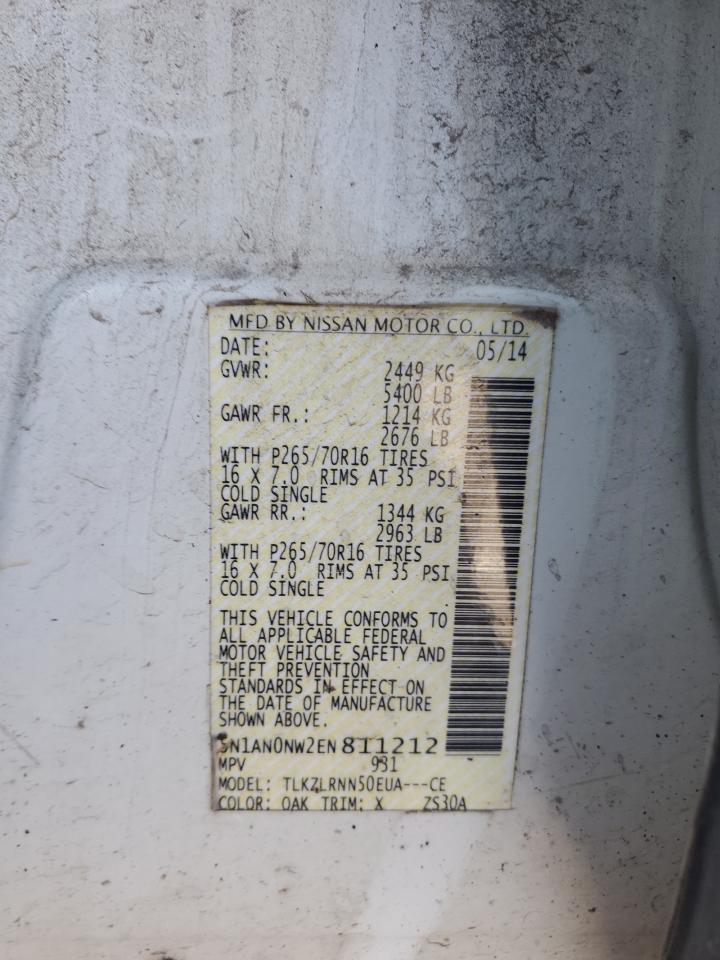 MFD BY NISSAN MOTOR CO., LTD.
DATE: 05/14
GVWR: 2449 KG
5400 LB
GAWR FR.: 1214 KG
2676 LB
WITH P265/70R16 TIRES
16 X 7.0 RIMS AT 35 PSI
COLD SINGLE
GAWR RR.: 1344 KG
2963 LB
WITH P265/70R16 TIRES
16 X 7.0 RIMS AT 35 PSI
COLD SINGLE
THIS VEHICLE CONFORMS TO
ALL APPLICABLE FEDERAL
MOTOR VEHICLE SAFETY AND
THEFT PREVENTION
STANDARDS IN EFFECT ON
THE DATE OF MANUFACTURE
SHOWN ABOVE.
5N1AN0NW2EN 811212
MPV 931
MODEL: TLKZLRNN50EUA---CE
COLOR: QAK TRIM: X ZS30A